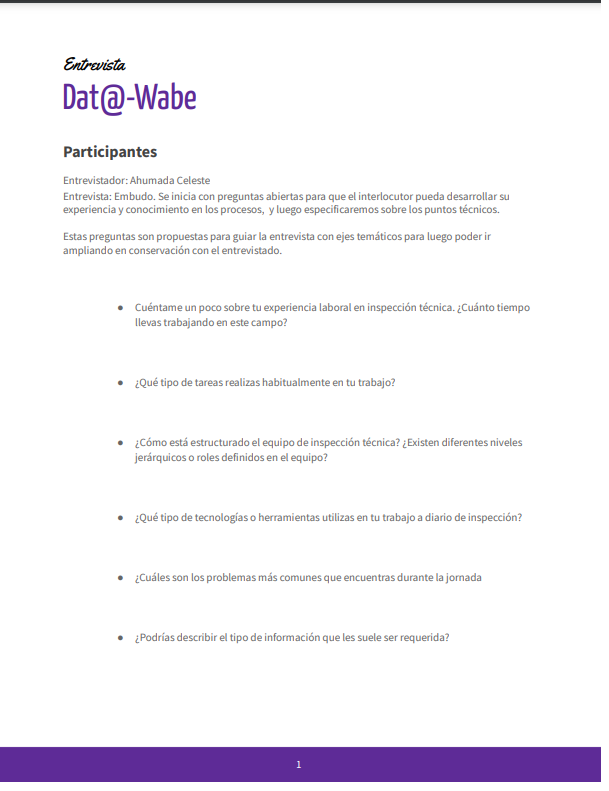 Entrevista
Dat@-Wabe
Participantes
Entrevistador: Ahumada Celeste
Entrevista: Embudo. Se inicia con preguntas abiertas para que el interlocutor pueda desarrollar su
experiencia y conocimiento en los procesos, y luego especificaremos sobre los puntos técnicos.
Estas preguntas son propuestas para guiar la entrevista con ejes temáticos para luego poder ir
ampliando en conservación con el entrevistado.
● Cuéntame un poco sobre tu experiencia laboral en inspección técnica. ¿Cuánto tiempo
llevas trabajando en este campo?
● ¿Qué tipo de tareas realizas habitualmente en tu trabajo?
● ¿Cómo está estructurado el equipo de inspección técnica? ¿Existen diferentes niveles
jerárquicos o roles definidos en el equipo?
● ¿Qué tipo de tecnologías o herramientas utilizas en tu trabajo a diario de inspección?
● ¿Cuáles son los problemas más comunes que encuentras durante la jornada
● ¿Podrías describir el tipo de información que les suele ser requerida?
1